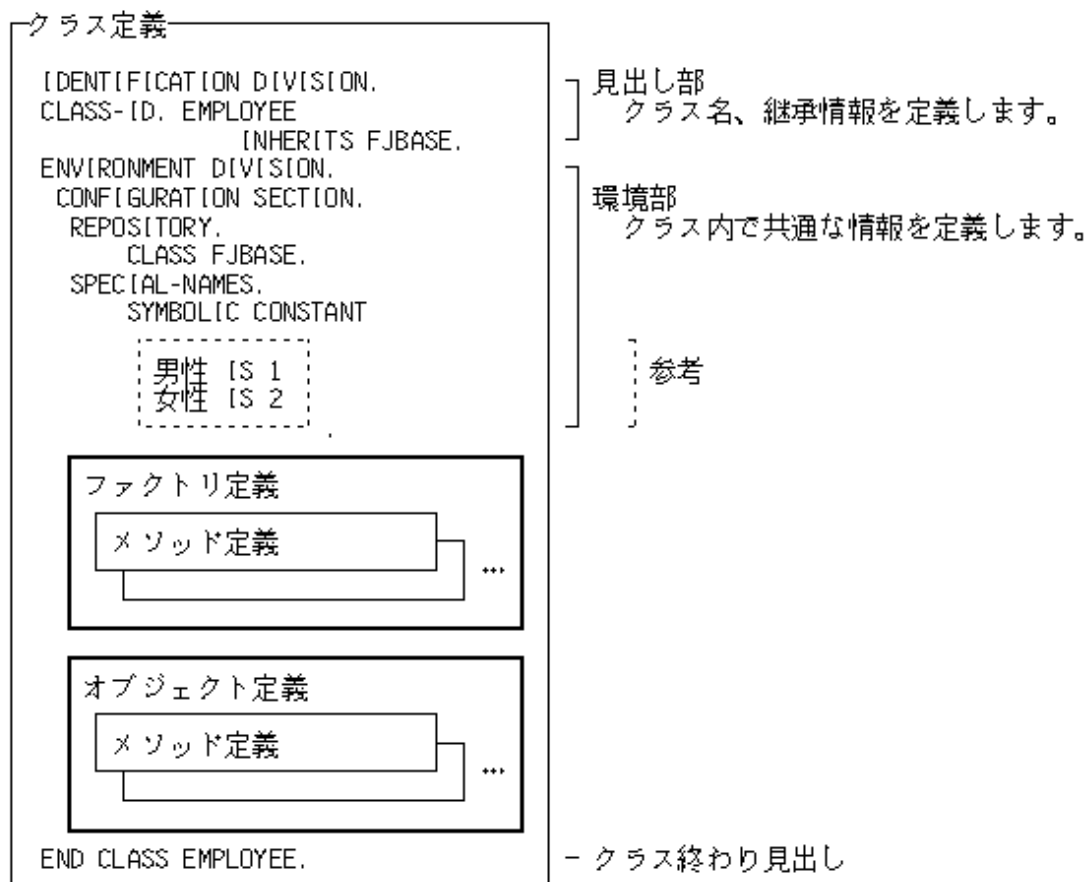 クラス定義
IDENTIFICATION DIVISION.
見出し部
CLASS-ID. EMPLOYEE
クラス名、継承情報を定義します。
INHERITS FJBASE.
ENVIRONMENT DIVISION.
CONFIGURATION SECTION.
環境部
REPOSITORY.
クラス内で共通な情報を定義します。
CLASS FJBASE.
SPECIAL-NAMES.
SYMBOLIC CONSTANT
男性 IS 1
参考
女性 IS 2
.
ファクトリ定義
メソッド定義
...
オブジェクト定義
メソッド定義
...
END CLASS EMPLOYEE.
クラス終わり見出し